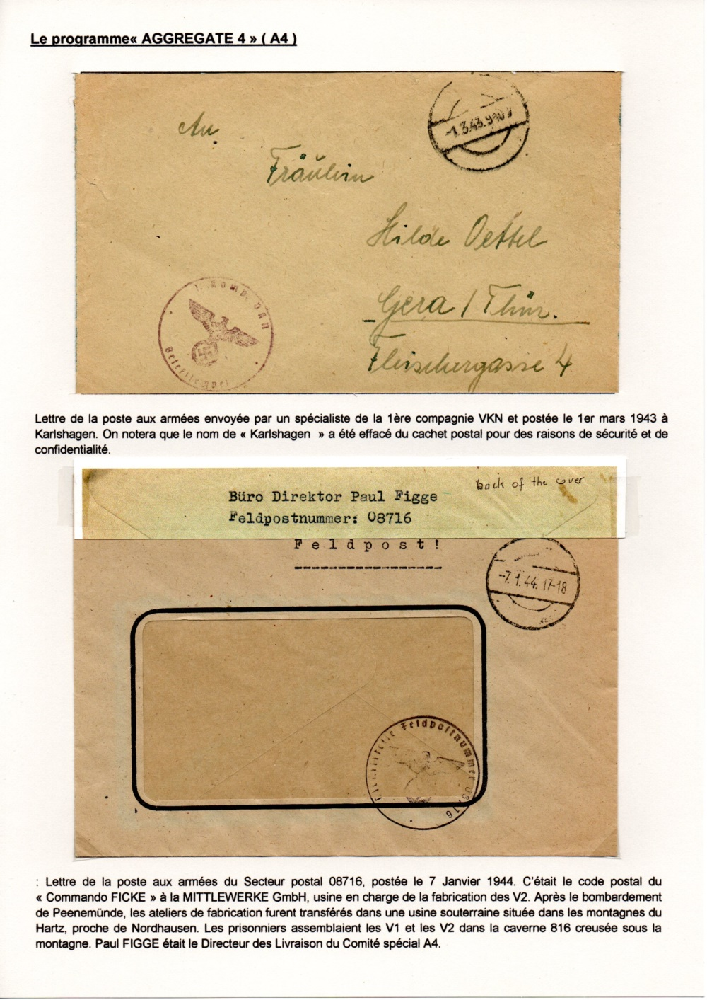 Le programme« AGGREGATE 4 » ( A4 )
-1.3.43.9-10 V
An
Fräulein
Hilde Oettel
Gera / Thür.
Fleischergasse 4
1. Komp. VKN
Briefstempel
Lettre de la poste aux armées envoyée par un spécialiste de la 1ère compagnie VKN et postée le 1er mars 1943 à
Karlshagen. On notera que le nom de « Karlshagen » a été effacé du cachet postal pour des raisons de sécurité et de
confidentialité.
back of the cover
Büro Direktor Paul Figge
Feldpostnummer: 08716
Feldpost!
-7.1.44.17-18
Dienststelle Feldpostnummer 08716
: Lettre de la poste aux armées du Secteur postal 08716, postée le 7 Janvier 1944. C'était le code postal du
« Commando FICKE » à la MITTLEWERKE GmbH, usine en charge de la fabrication des V2. Après le bombardement
de Peenemünde, les ateliers de fabrication furent transférés dans une usine souterraine située dans les montagnes du
Hartz, proche de Nordhausen. Les prisonniers assemblaient les V1 et les V2 dans la caverne 816 creusée sous la
montagne. Paul FIGGE était le Directeur des Livraison du Comité spécial A4.